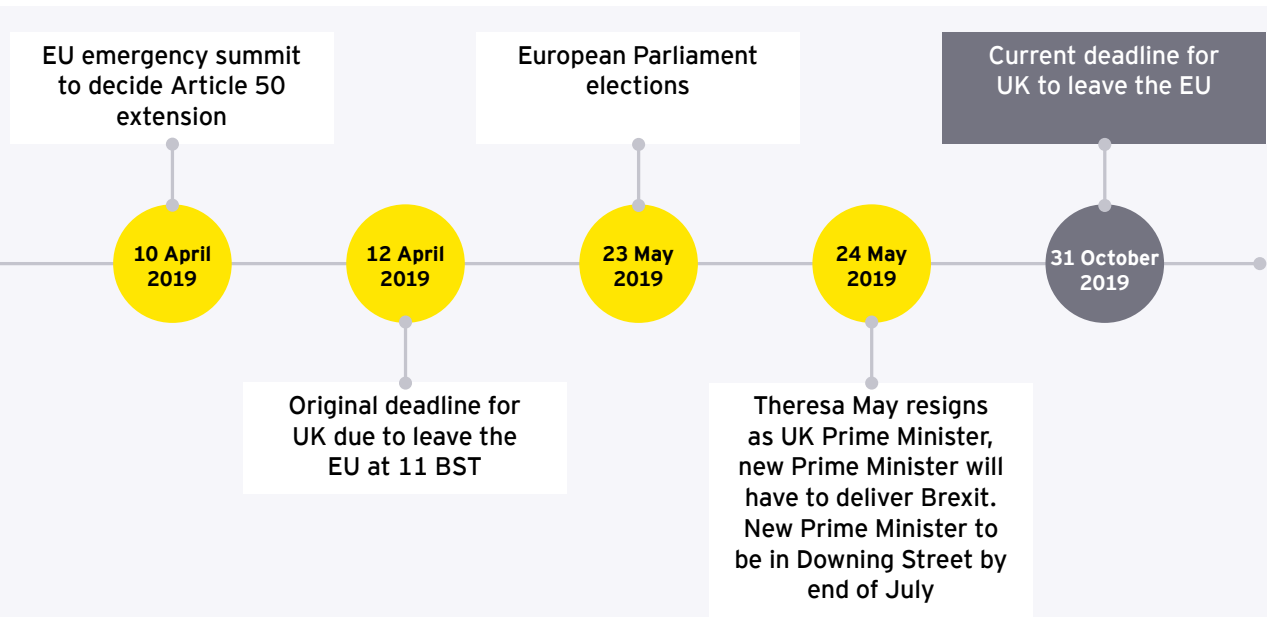 EU emergency summit
to decide Article 50
extension
European Parliament
elections
Current deadline for
UK to leave the EU
10 April
2019
12 April
2019
23 May
2019
24 May
2019
31 October
2019
Original deadline for
UK due to leave the
EU at 11 BST
Theresa May resigns
as UK Prime Minister,
new Prime Minister will
have to deliver Brexit.
New Prime Minister to
be in Downing Street by
end of July